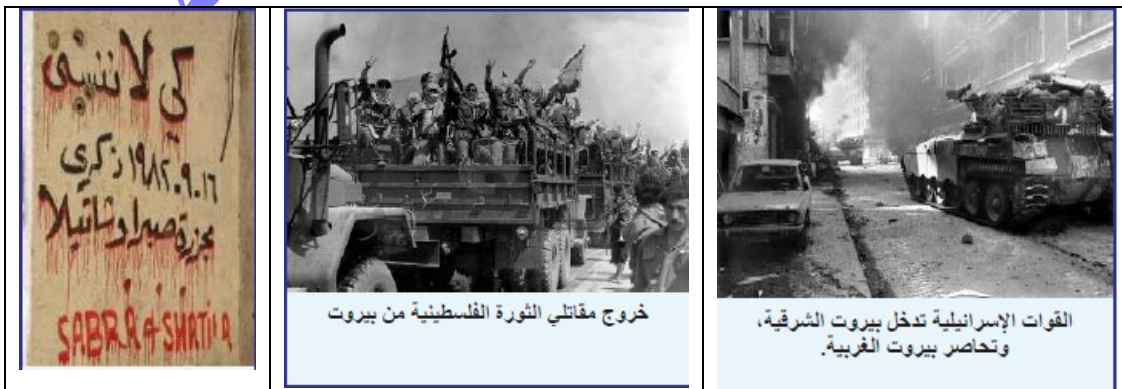 القوات الإسرائيلية تدخل بيروت الشرقية،
وتحاصر بيروت الغربية.
خروج مقاتلي الثورة الفلسطينية من بيروت
كي لا ننسى
١٩٨٢.٩.١٦ ذكرى
مجزرة صبرا وشاتيلا
SABRA & SHATILA